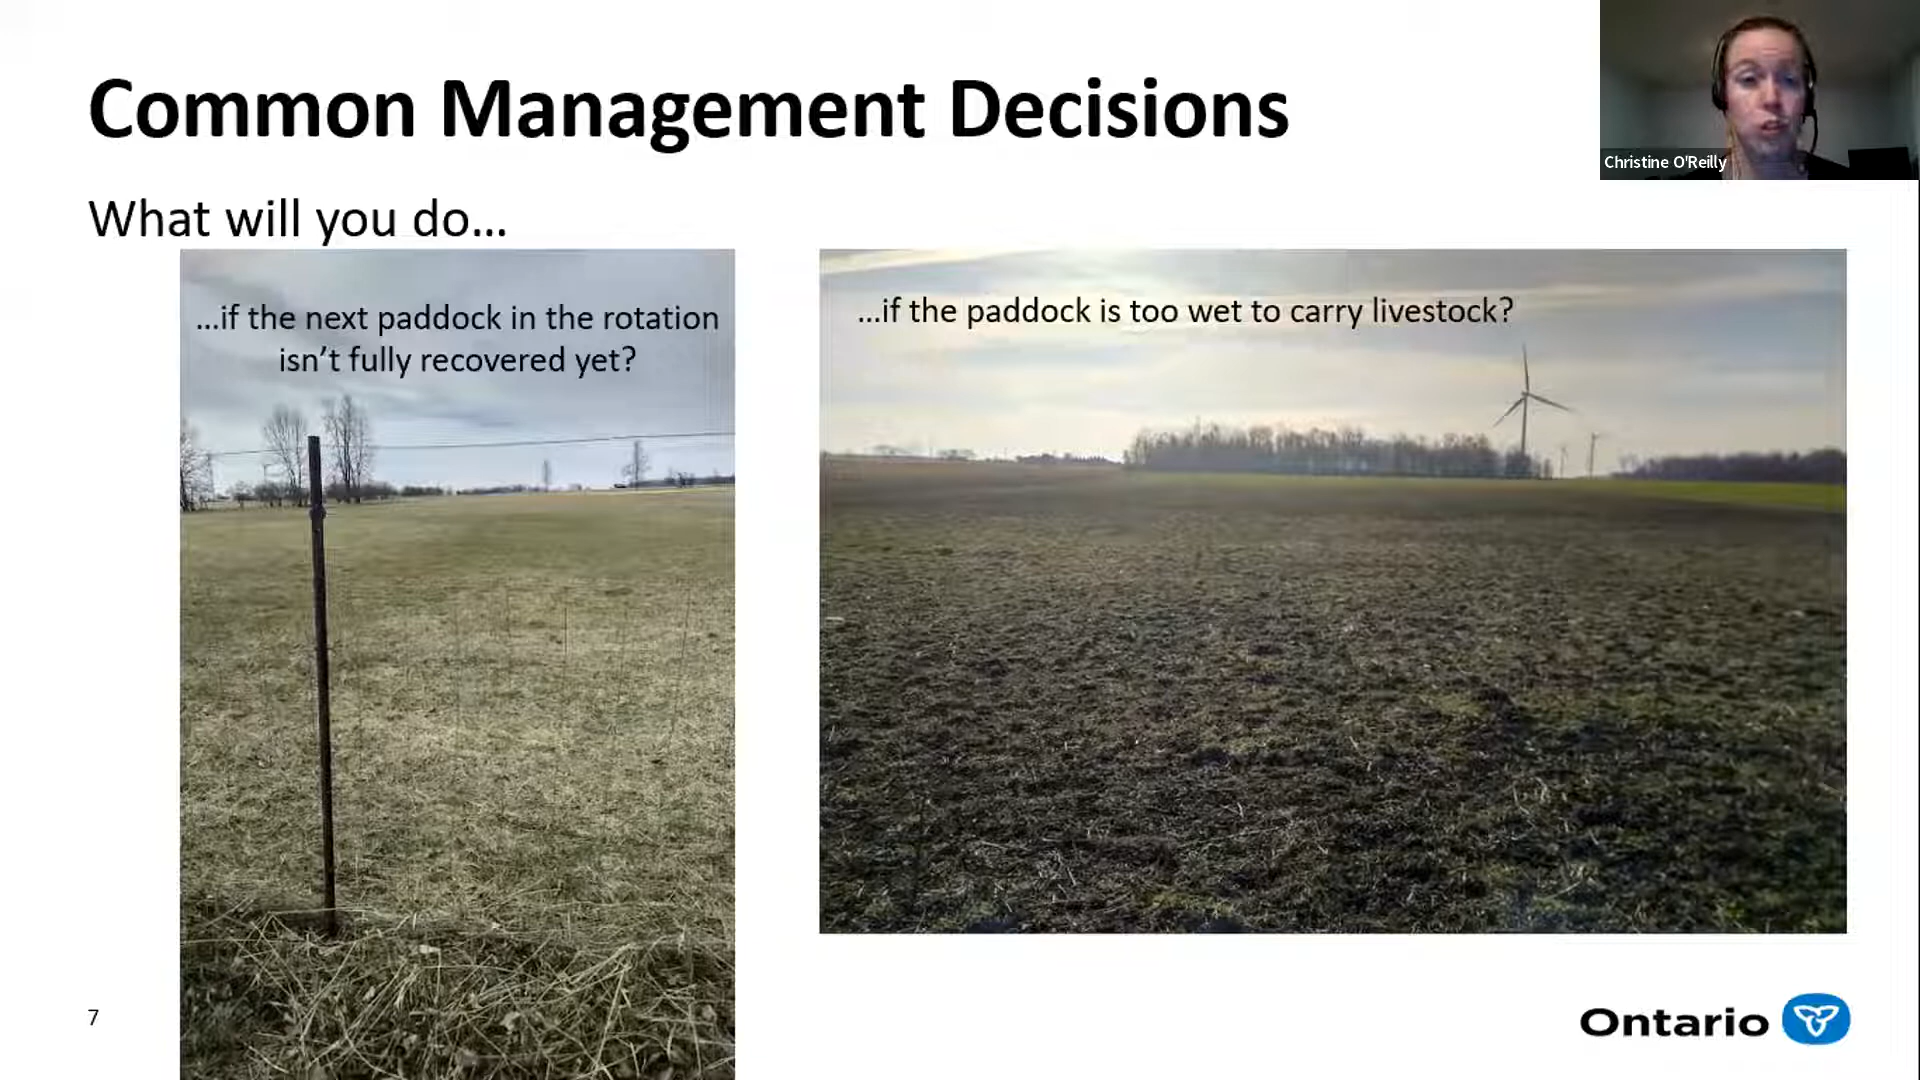 Common Management Decisions
Christine O'Reilly
What will you do...
...if the next paddock in the rotation
isn't fully recovered yet?
...if the paddock is too wet to carry livestock?
7
Ontario